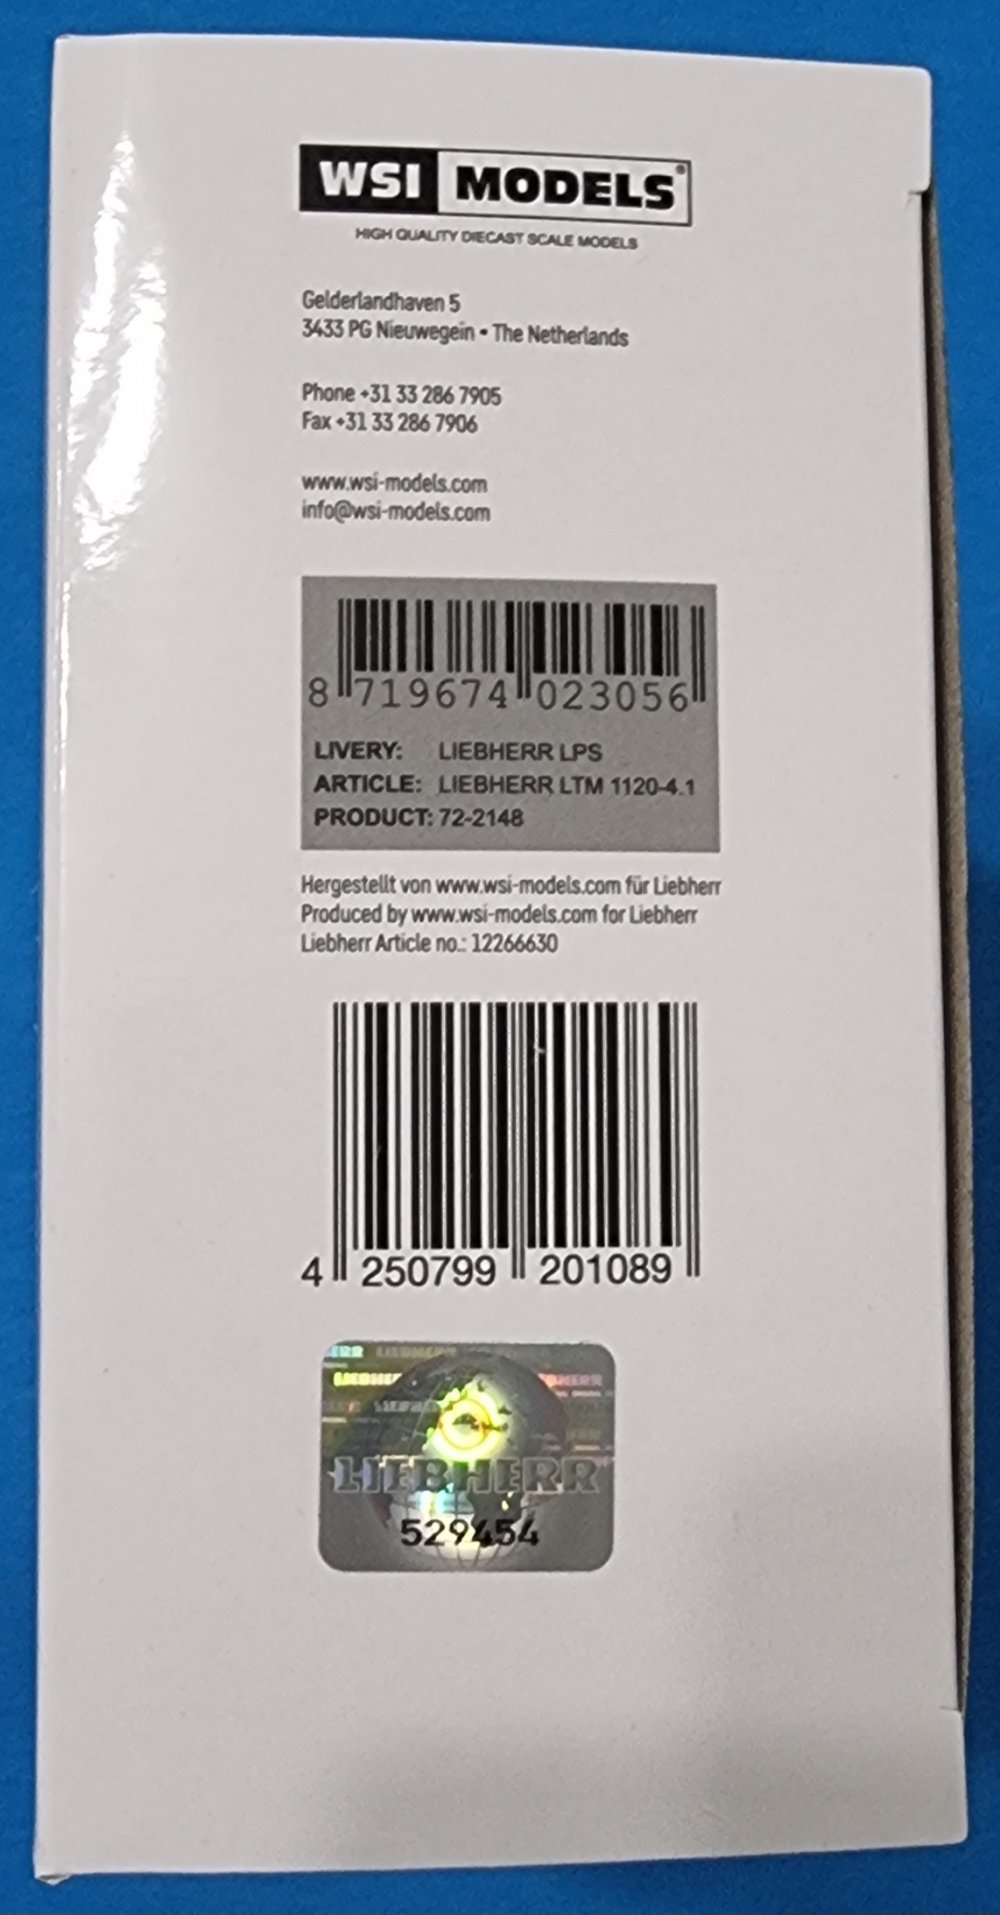 WSI MODELS®
HIGH QUALITY DIECAST SCALE MODELS
Gelderlandhaven 5
3433 PG Nieuwegein • The Netherlands
Phone +31 33 286 7905
Fax +31 33 286 7906
www.wsi-models.com
info@wsi-models.com
8 719674 023056
LIVERY: LIEBHERR LPS
ARTICLE: LIEBHERR LTM 1120-4.1
PRODUCT: 72-2148
Hergestellt von www.wsi-models.com für Liebherr
Produced by www.wsi-models.com for Liebherr
Liebherr Article no.: 12266630
4 250799 201089
LIEBHERR
529454